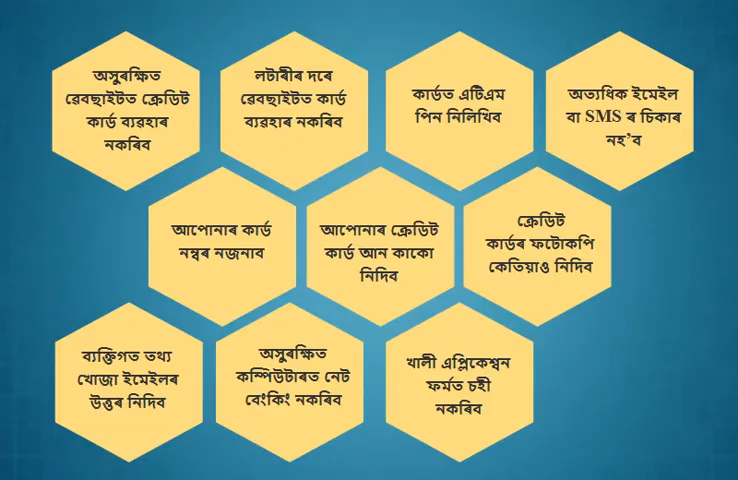 অসুৰক্ষিত
ৱেবছাইটত ক্ৰেডিট
কাৰ্ড ব্যৱহাৰ
নকৰিব
লটাৰীৰ দৰে
ৱেবছাইটত কাৰ্ড
ব্যৱহাৰ নকৰিব
কাৰ্ডত এটিএম
পিন নিলিখিব
অত্যধিক ইমেইল
বা SMS ৰ চিকাৰ
নহ’ব
আপোনাৰ কাৰ্ড
নম্বৰ নজনাব
আপোনাৰ ক্ৰেডিট
কাৰ্ড আন কাকো
নিদিব
ক্ৰেডিট
কাৰ্ডৰ ফটোকপি
কেতিয়াও নিদিব
ব্যক্তিগত তথ্য
খোজা ইমেইলৰ
উত্তৰ নিদিব
অসুৰক্ষিত
কম্পিউটাৰত নেট
বেংকিং নকৰিব
খালী এপ্লিকেশ্বন
ফৰ্মত চহী
নকৰিব